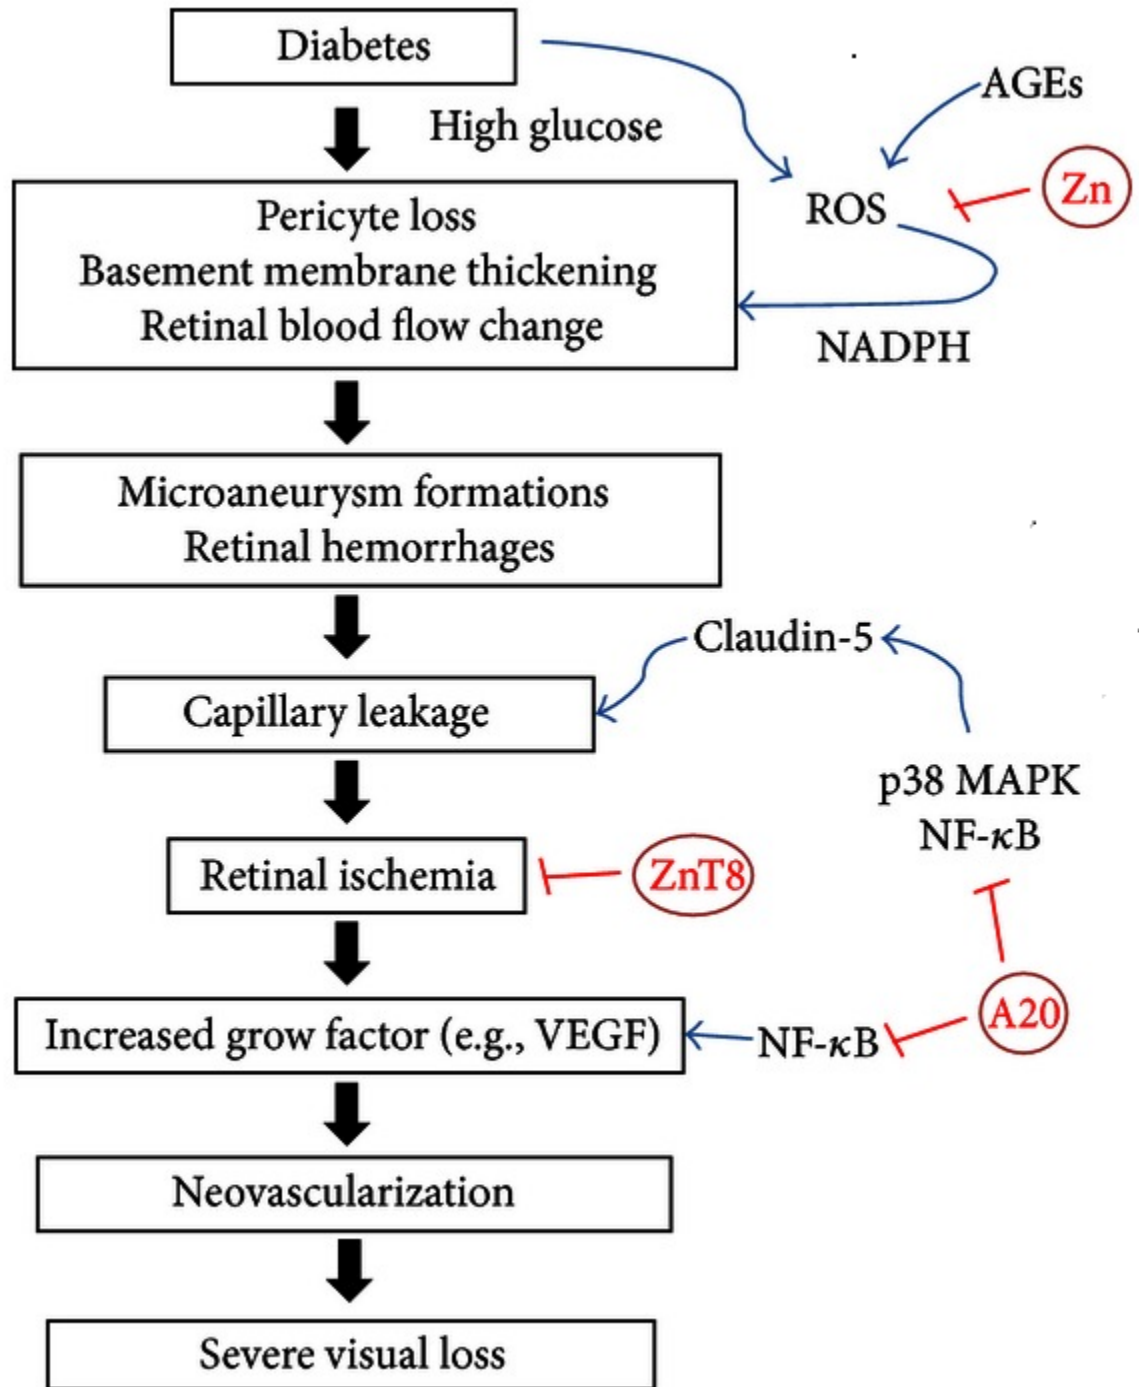 Diabetes
AGEs
High glucose
Zn
ROS
Pericyte loss
Basement membrane thickening
Retinal blood flow change
NADPH
Microaneurysm formations
Retinal hemorrhages
Claudin-5
Capillary leakage
p38 MAPK
NF-κB
Retinal ischemia
ZnT8
A20
Increased grow factor (e.g., VEGF)
NF-κB
Neovascularization
Severe visual loss